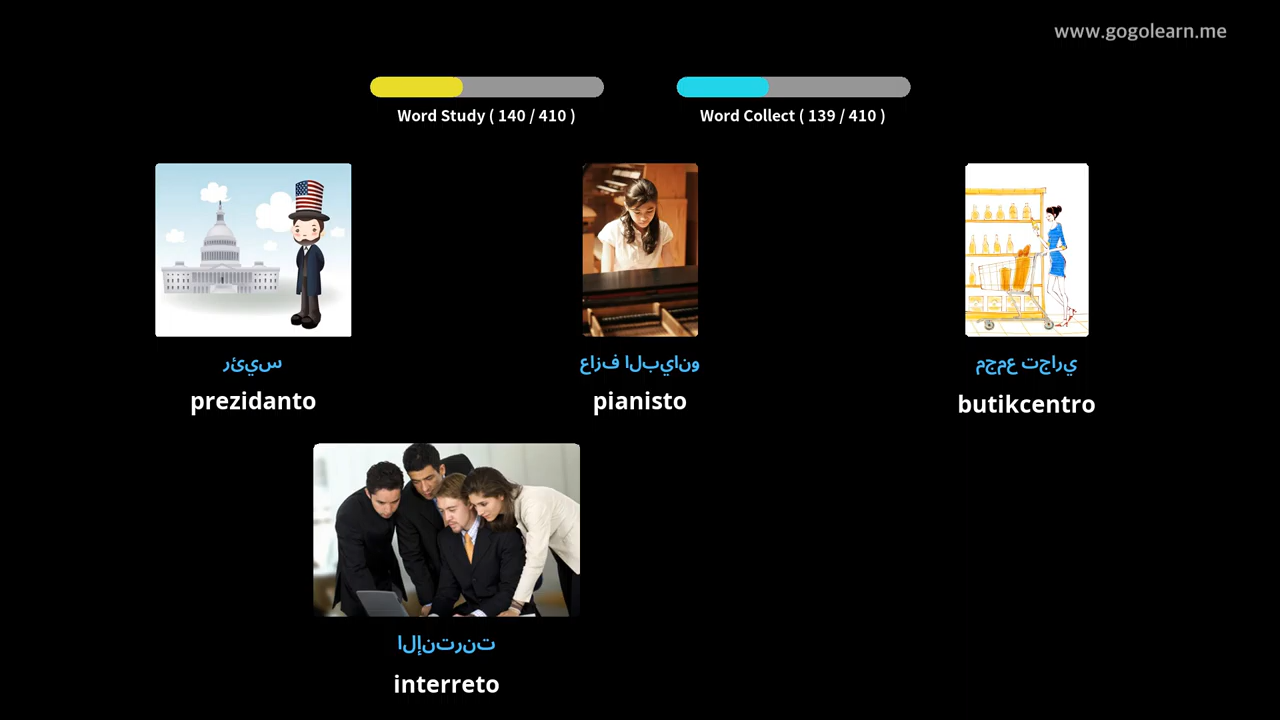 www.gogolearn.me
Word Study ( 140 / 410 )
Word Collect ( 139 / 410 )
رئيس
prezidanto
عازف البيانو
pianisto
مجمع تجاري
butikcentro
الإنترنت
interreto